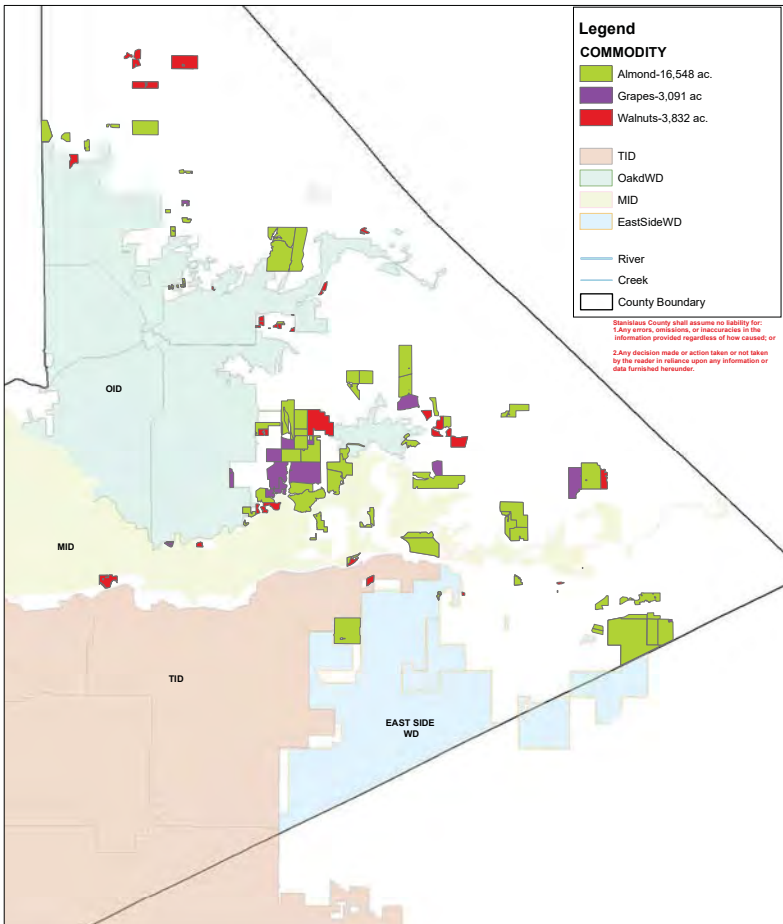 Legend
COMMODITY
Almond-16,548 ac.
Grapes-3,091 ac
Walnuts-3,832 ac.
TID
OakdWD
MID
EastSideWD
River
Creek
County Boundary
Stanislaus County shall assume no liability for:
1.Any errors, omissions, or inaccuracies in the
information provided regardless of how caused; or
2.Any decision made or action taken or not taken
by the reader in reliance upon any information or
data furnished hereunder.
OID
MID
TID
EAST SIDE
WD